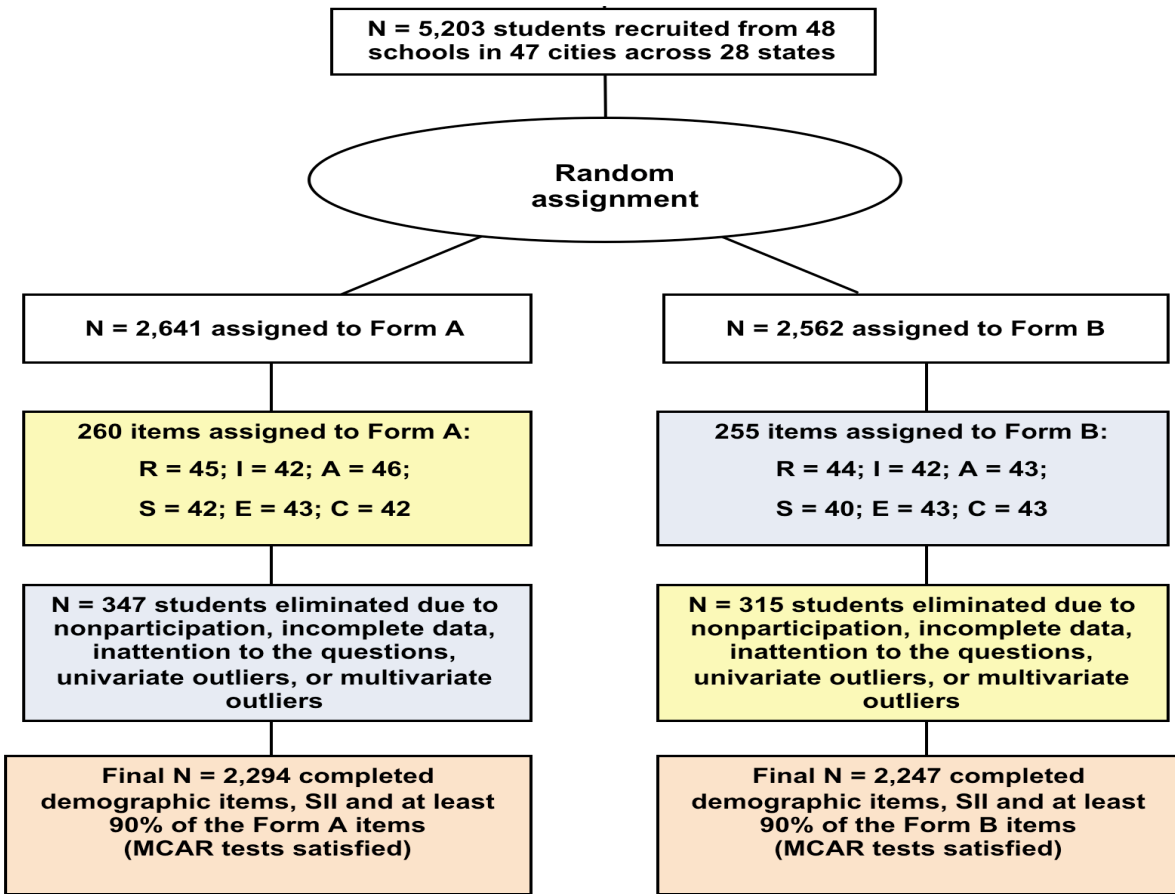 N = 5,203 students recruited from 48
schools in 47 cities across 28 states
Random
assignment
N = 2,641 assigned to Form A
N = 2,562 assigned to Form B
260 items assigned to Form A:
R = 45; I = 42; A = 46;
S = 42; E = 43; C = 42
255 items assigned to Form B:
R = 44; I = 42; A = 43;
S = 40; E = 43; C = 43
N = 347 students eliminated due to
nonparticipation, incomplete data,
inattention to the questions,
univariate outliers, or multivariate
outliers
N = 315 students eliminated due to
nonparticipation, incomplete data,
inattention to the questions,
univariate outliers, or multivariate
outliers
Final N = 2,294 completed
demographic items, SII and at least
90% of the Form A items
(MCAR tests satisfied)
Final N = 2,247 completed
demographic items, SII and at least
90% of the Form B items
(MCAR tests satisfied)